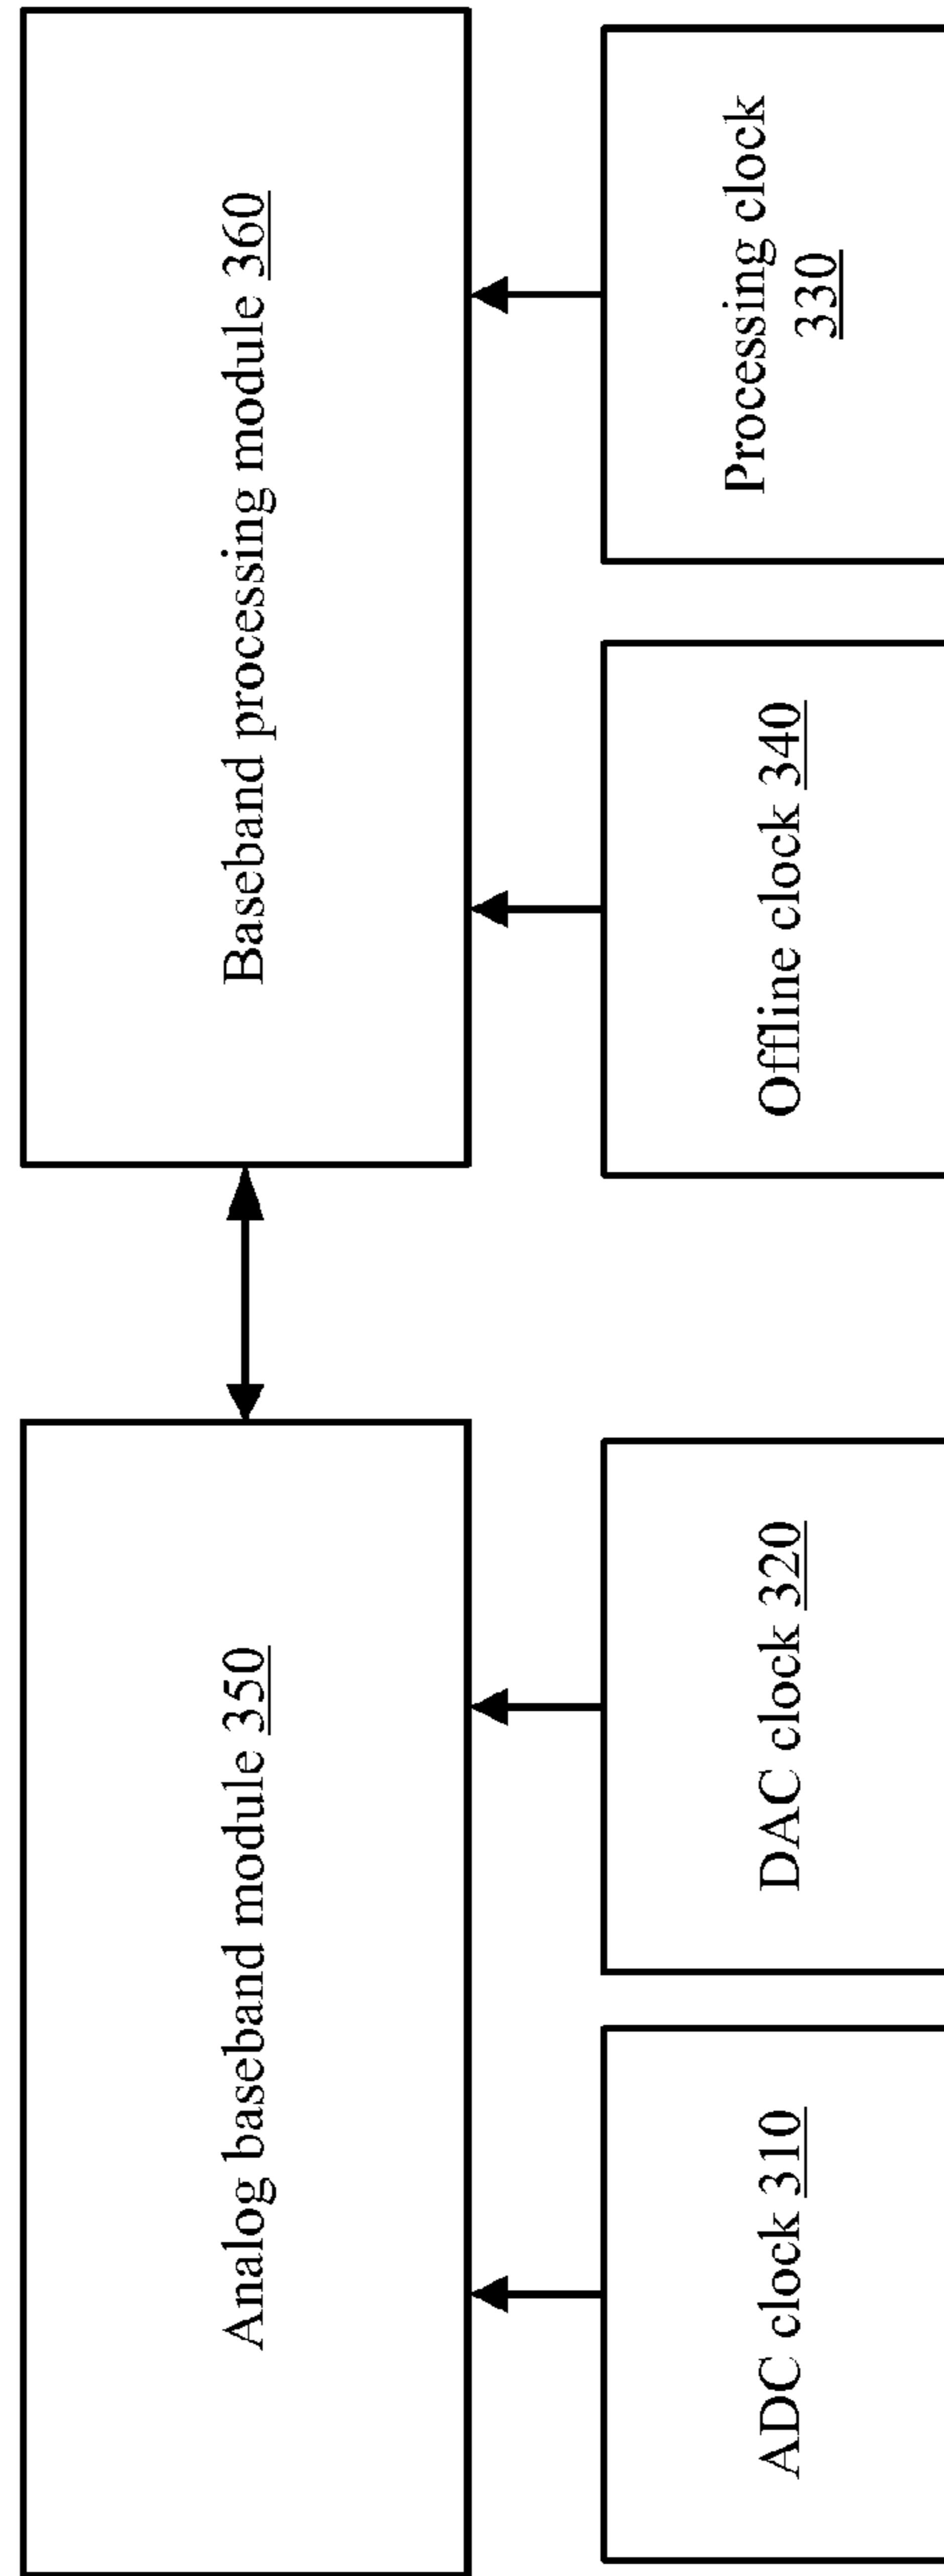 Analog baseband module 350
Baseband processing module 360
ADC clock 310
DAC clock 320
Offline clock 340
Processing clock
330